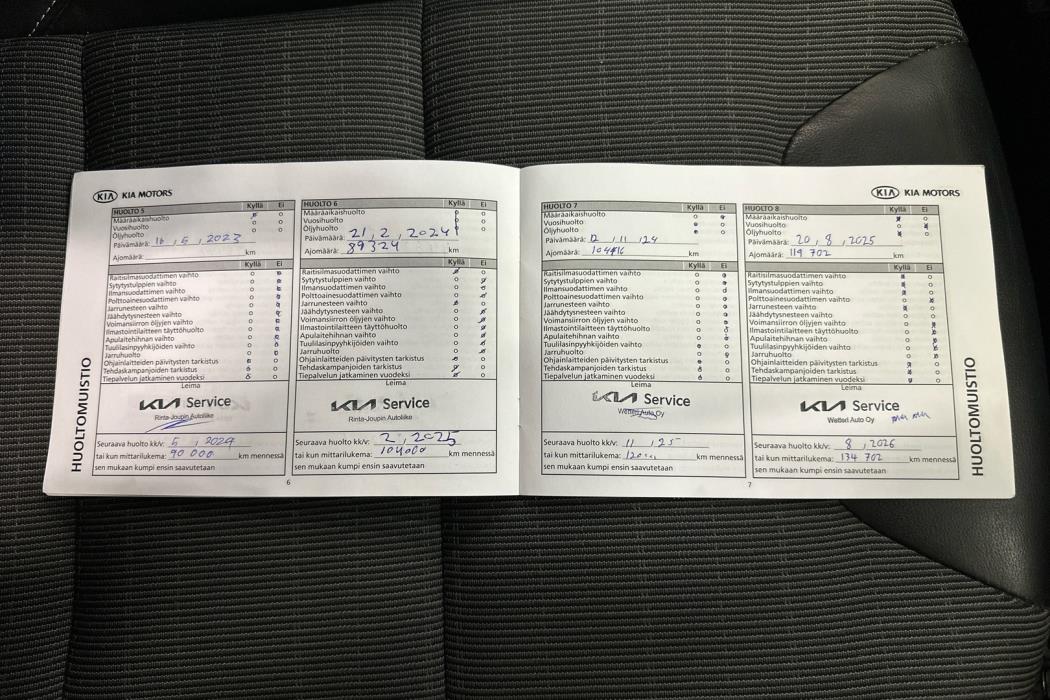 KIA KIA MOTORS
HUOLTOMUISTIO
HUOLTO 5 Kyllä Ei
Määräaikaishuolto
Vuosihuolto
Öljyhuolto
Päivämäärä: 16 , 5 , 2023
Ajomäärä: km
Kyllä Ei
Raitisilmasuodattimen vaihto
Sytytystulppien vaihto
Ilmansuodattimen vaihto
Polttoainesuodattimen vaihto
Jarrunesteen vaihto
Jäähdytysnesteen vaihto
Voimansiirron öljyjen vaihto
Ilmastointilaitteen täyttöhuolto
Apulaitehihnan vaihto
Tuulilasinpyyhkijöiden vaihto
Jarruhuolto
Ohjainlaitteiden päivitysten tarkistus
Tehdaskampanjoiden tarkistus
Tiepalvelun jatkaminen vuodeksi
Leima
KIA Service
Rinta-Joupin Autoliike
Seuraava huolto kk/v: 5 , 2024
tai kun mittarilukema: 90 000 km mennessä
sen mukaan kumpi ensin saavutetaan
6
HUOLTO 6 Kyllä Ei
Määräaikaishuolto
Vuosihuolto
Öljyhuolto
Päivämäärä: 21 , 2 , 2024
Ajomäärä: 89324 km
Kyllä Ei
Raitisilmasuodattimen vaihto
Sytytystulppien vaihto
Ilmansuodattimen vaihto
Polttoainesuodattimen vaihto
Jarrunesteen vaihto
Jäähdytysnesteen vaihto
Voimansiirron öljyjen vaihto
Ilmastointilaitteen täyttöhuolto
Apulaitehihnan vaihto
Tuulilasinpyyhkijöiden vaihto
Jarruhuolto
Ohjainlaitteiden päivitysten tarkistus
Tehdaskampanjoiden tarkistus
Tiepalvelun jatkaminen vuodeksi
Leima
KIA Service
Rinta-Joupin Autoliike
Seuraava huolto kk/v: 2 , 2025
tai kun mittarilukema: 104000 km mennessä
sen mukaan kumpi ensin saavutetaan
KIA KIA MOTORS
HUOLTOMUISTIO
HUOLTO 7 Kyllä Ei
Määräaikaishuolto
Vuosihuolto
Öljyhuolto
Päivämäärä: 12 , 11 , 24
Ajomäärä: km
Kyllä Ei
Raitisilmasuodattimen vaihto
Sytytystulppien vaihto
Ilmansuodattimen vaihto
Polttoainesuodattimen vaihto
Jarrunesteen vaihto
Jäähdytysnesteen vaihto
Voimansiirron öljyjen vaihto
Ilmastointilaitteen täyttöhuolto
Apulaitehihnan vaihto
Tuulilasinpyyhkijöiden vaihto
Jarruhuolto
Ohjainlaitteiden päivitysten tarkistus
Tehdaskampanjoiden tarkistus
Tiepalvelun jatkaminen vuodeksi
Leima
KIA Service
Wetteri Auto Oy
Seuraava huolto kk/v: 11 , 25
tai kun mittarilukema: km mennessä
sen mukaan kumpi ensin saavutetaan
7
HUOLTO 8 Kyllä Ei
Määräaikaishuolto
Vuosihuolto
Öljyhuolto
Päivämäärä: 20 , 8 , 2025
Ajomäärä: 119 702 km
Kyllä Ei
Raitisilmasuodattimen vaihto
Sytytystulppien vaihto
Ilmansuodattimen vaihto
Polttoainesuodattimen vaihto
Jarrunesteen vaihto
Jäähdytysnesteen vaihto
Voimansiirron öljyjen vaihto
Ilmastointilaitteen täyttöhuolto
Apulaitehihnan vaihto
Tuulilasinpyyhkijöiden vaihto
Jarruhuolto
Ohjainlaitteiden päivitysten tarkistus
Tehdaskampanjoiden tarkistus
Tiepalvelun jatkaminen vuodeksi
Leima
KIA Service
Wetteri Auto Oy
Seuraava huolto kk/v: 8 , 2026
tai kun mittarilukema: 134 702 km mennessä
sen mukaan kumpi ensin saavutetaan